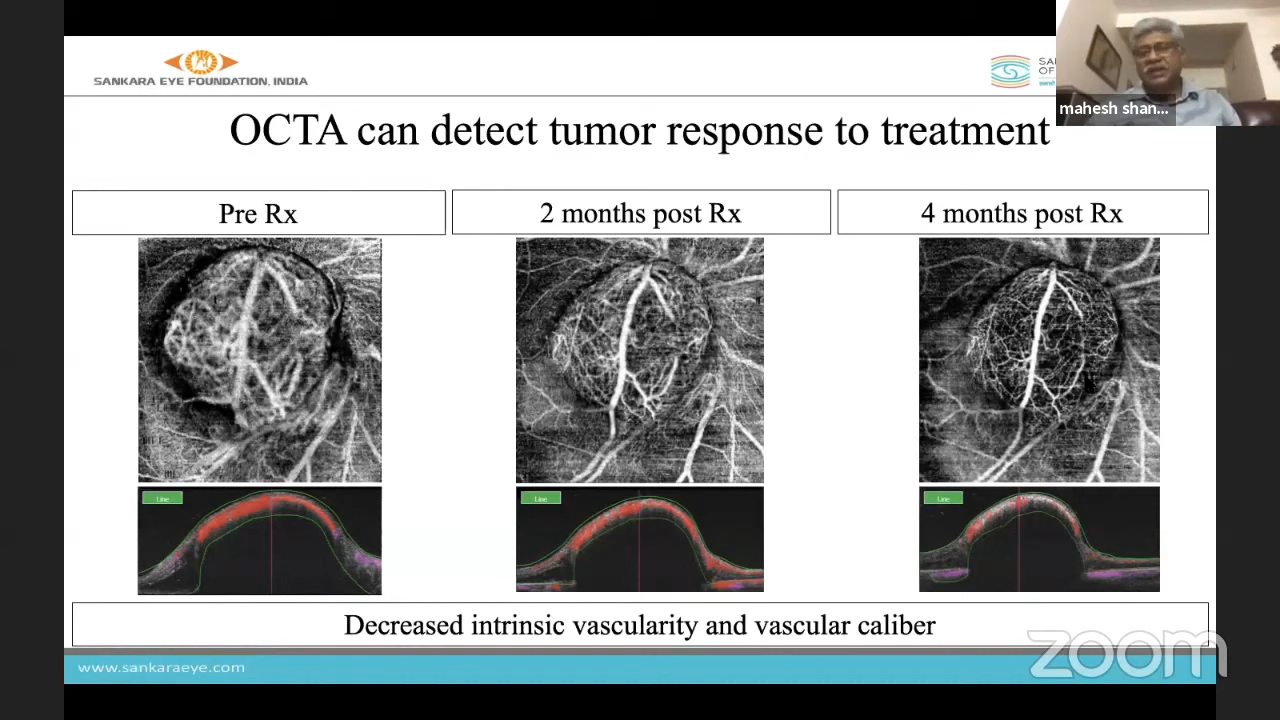 SANKARA EYE FOUNDATION, INDIA
mahesh shan...
OCTA can detect tumor response to treatment
Pre Rx
2 months post Rx
4 months post Rx
Line
Line
Line
Decreased intrinsic vascularity and vascular caliber
www.sankaraeye.com
zoom